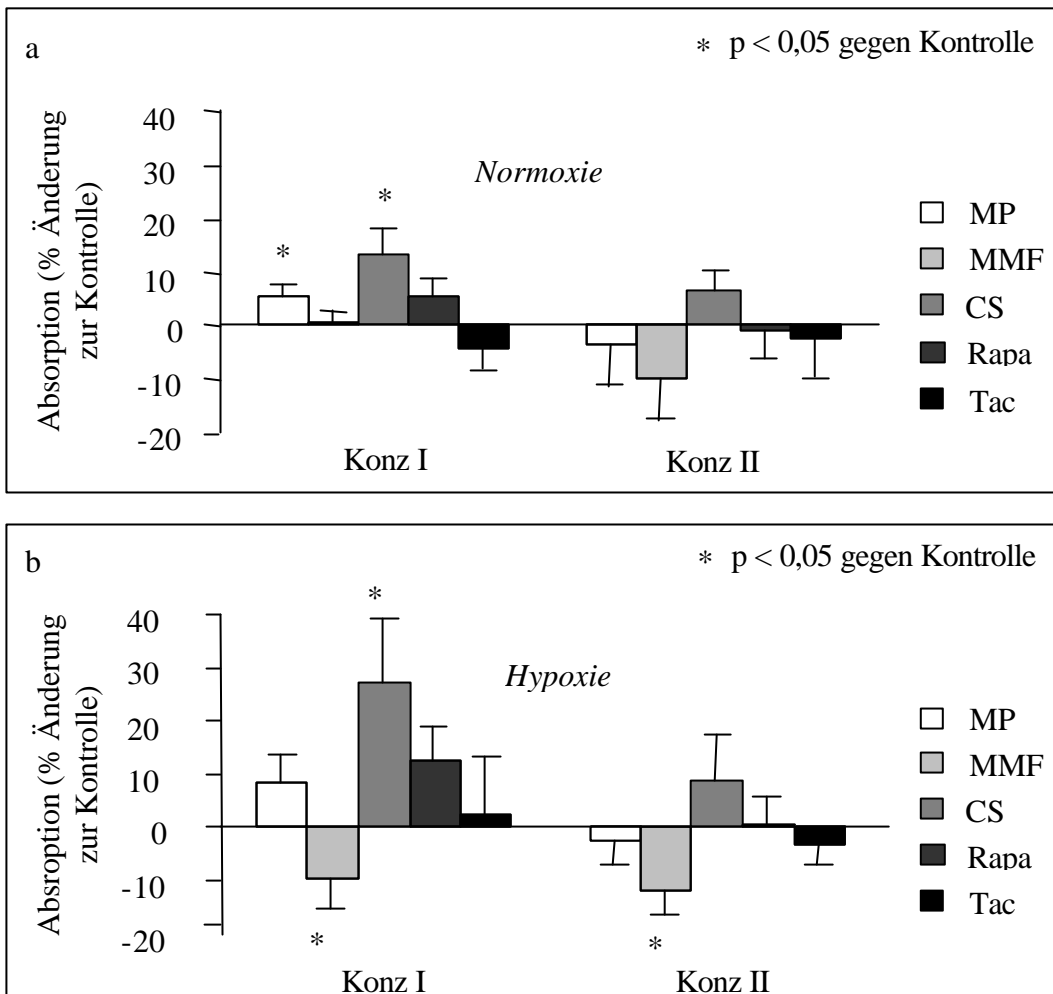 a
* p < 0,05 gegen Kontrolle
Absorption (% Änderung
zur Kontrolle)
40
30
20
10
0
-10
-20
Normoxie
*
*
MP
MMF
CS
Rapa
Tac
Konz I
Konz II
b
* p < 0,05 gegen Kontrolle
Absroption (% Änderung
zur Kontrolle)
40
30
20
10
0
-10
-20
Hypoxie
*
*
*
MP
MMF
CS
Rapa
Tac
Konz I
Konz II